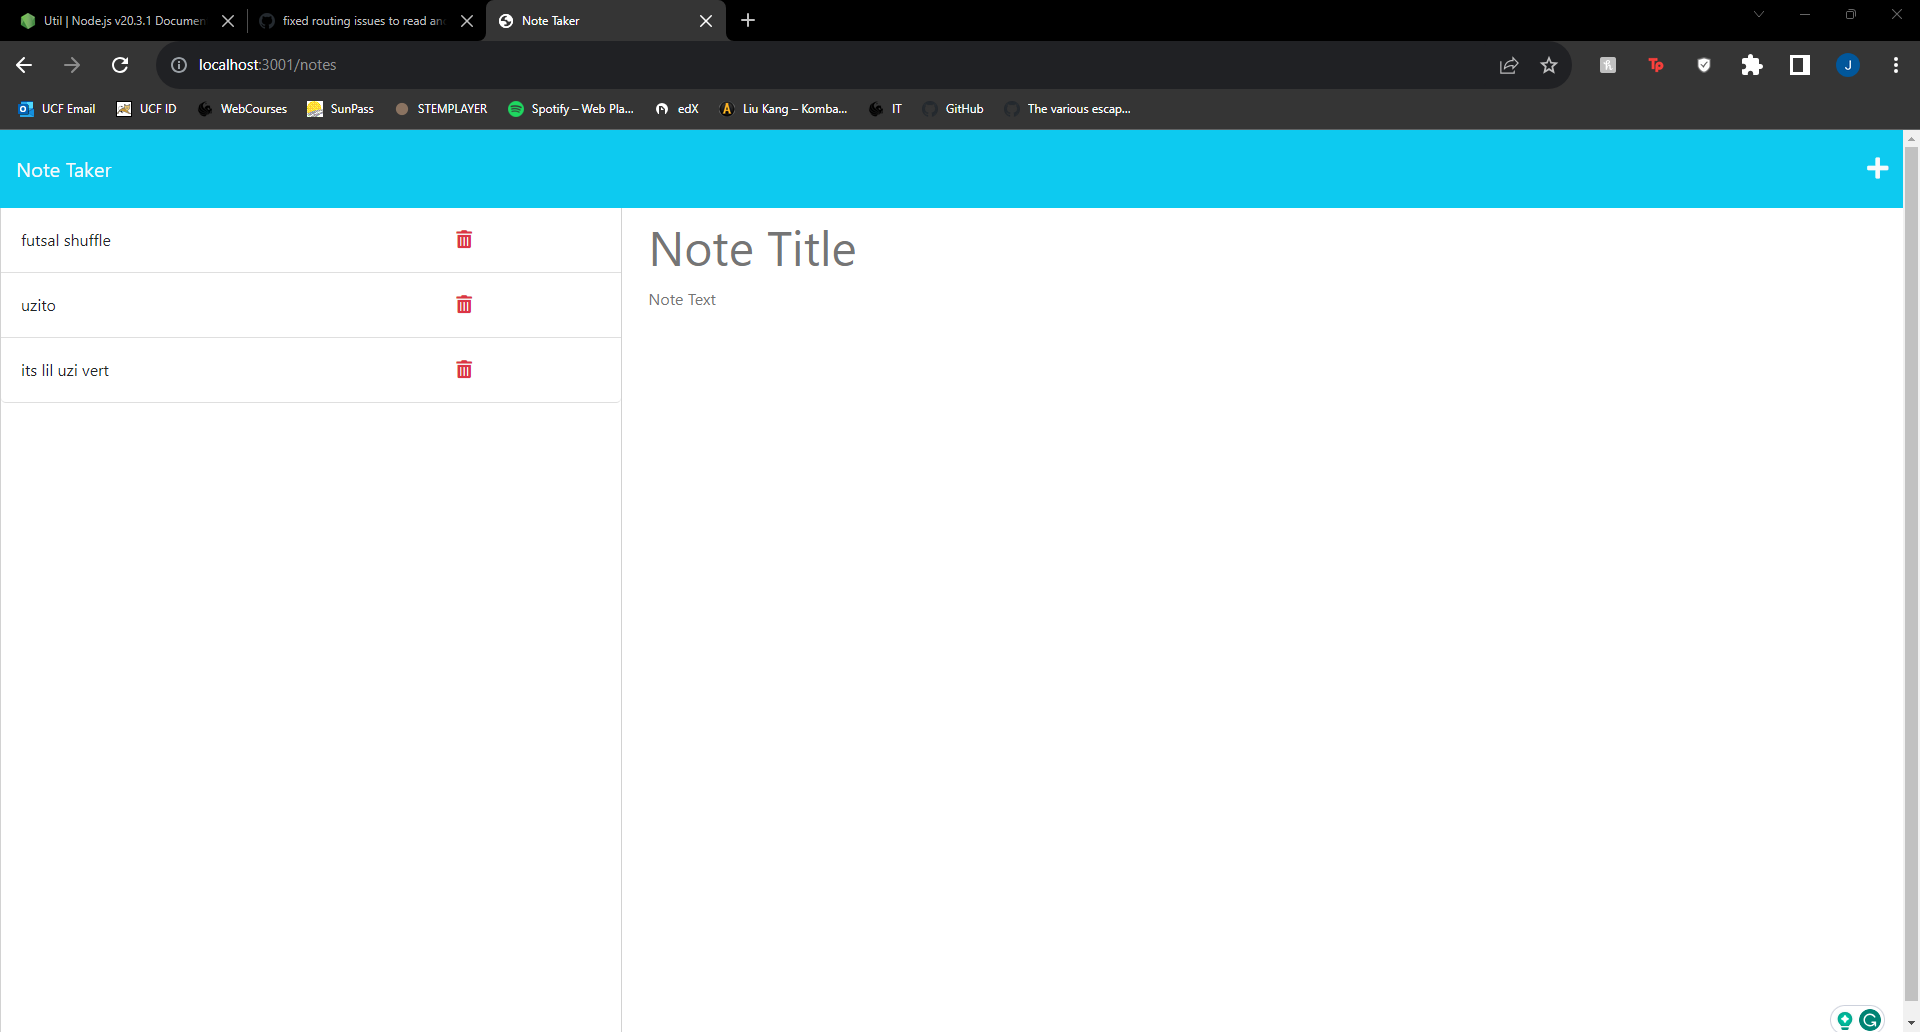 Util | Node.js v20.3.1 Documen
fixed routing issues to read an
Note Taker
localhost:3001/notes
Tp
J
UCF Email
UCF ID
WebCourses
SunPass
STEMPLAYER
Spotify – Web Pla...
edX
Liu Kang – Komba...
IT
GitHub
The various escap...
Note Taker
futsal shuffle
uzito
its lil uzi vert
Note Title
Note Text